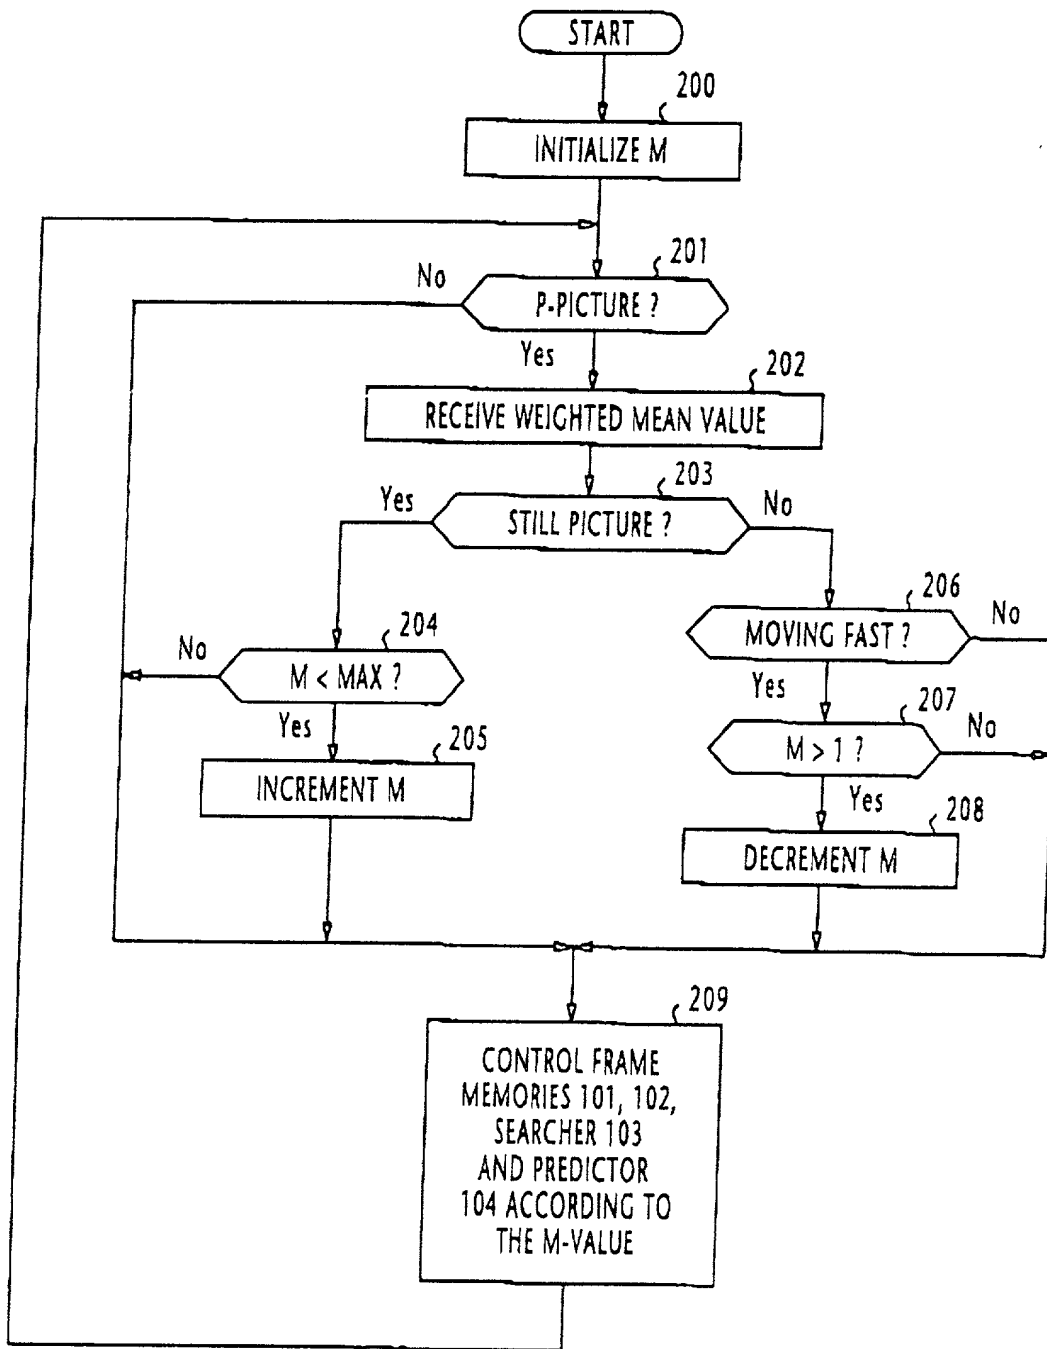 START
200
INITIALIZE M
201
No
P-PICTURE ?
Yes
202
RECEIVE WEIGHTED MEAN VALUE
203
Yes
No
STILL PICTURE ?
206
No
MOVING FAST ?
204
No
M < MAX ?
Yes
207
No
M > 1 ?
Yes
205
INCREMENT M
Yes
208
DECREMENT M
209
CONTROL FRAME
MEMORIES 101, 102,
SEARCHER 103
AND PREDICTOR
104 ACCORDING TO
THE M-VALUE